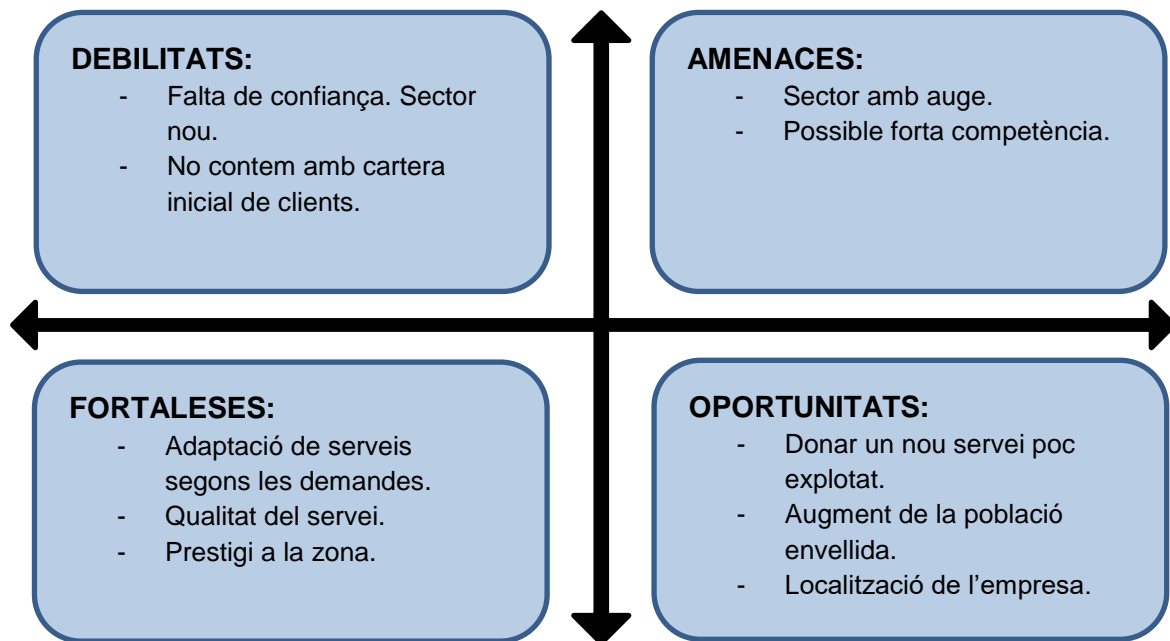 DEBILITATS:
- Falta de confiança. Sector
nou.
- No contem amb cartera
inicial de clients.
AMENACES:
- Sector amb auge.
- Possible forta competència.
FORTALESES:
- Adaptació de serveis
segons les demandes.
- Qualitat del servei.
- Prestigi a la zona.
OPORTUNITATS:
- Donar un nou servei poc
explotat.
- Augment de la població
envellida.
- Localització de l’empresa.